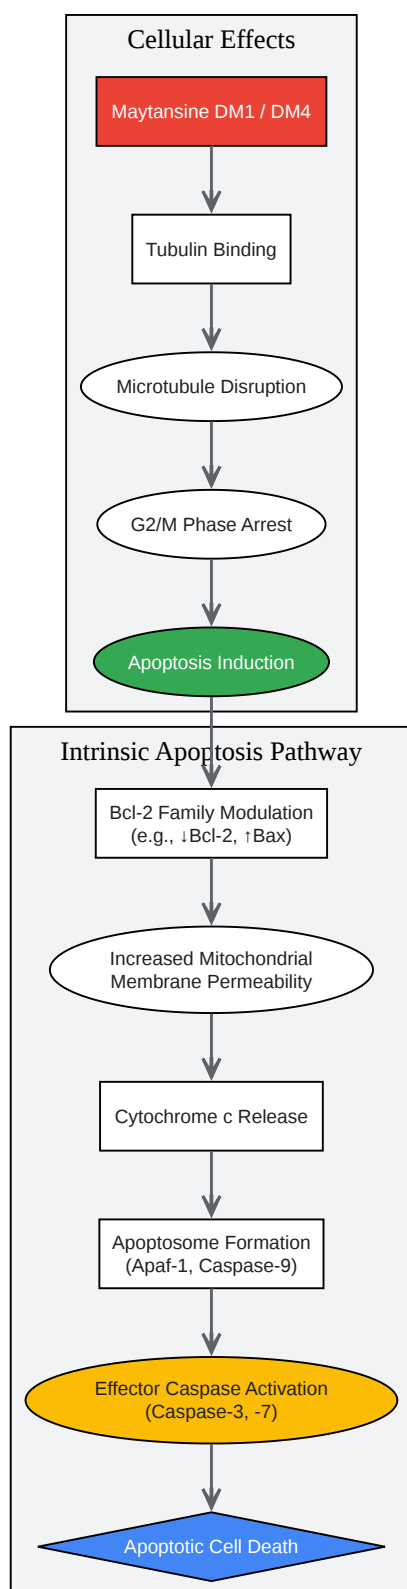 Cellular Effects
Maytansine DM1 / DM4
Tubulin Binding
Microtubule Disruption
G2/M Phase Arrest
Apoptosis Induction
Intrinsic Apoptosis Pathway
Bcl-2 Family Modulation
(e.g., ↓Bcl-2, ↑Bax)
Increased Mitochondrial
Membrane Permeability
Cytochrome c Release
Apoptosome Formation
(Apaf-1, Caspase-9)
Effector Caspase Activation
(Caspase-3, -7)
Apoptotic Cell Death